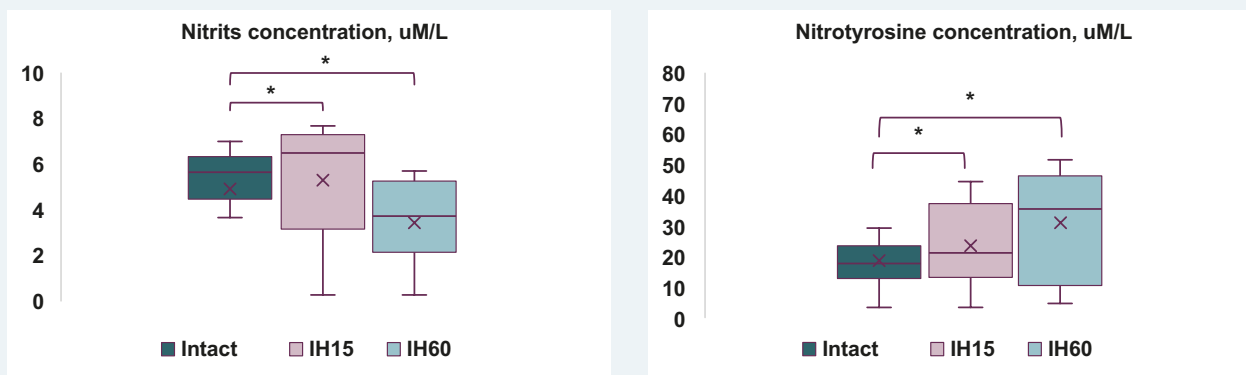 Nitrits concentration, uM/L
10
8
6
4
2
0
*
*
Intact
IH15
IH60
Nitrotyrosine concentration, uM/L
80
70
60
50
40
30
20
10
0
*
*
Intact
IH15
IH60